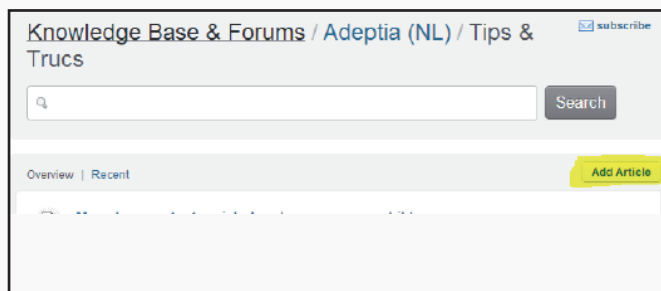 Knowledge Base & Forums / Adeptia (NL) / Tips &
Trucs
subscribe
Search
Overview | Recent
Add Article